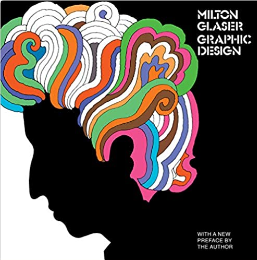 MILTON
GLASER
GRAPHIC
DESIGN
WITH A NEW
PREFACE BY
THE AUTHOR